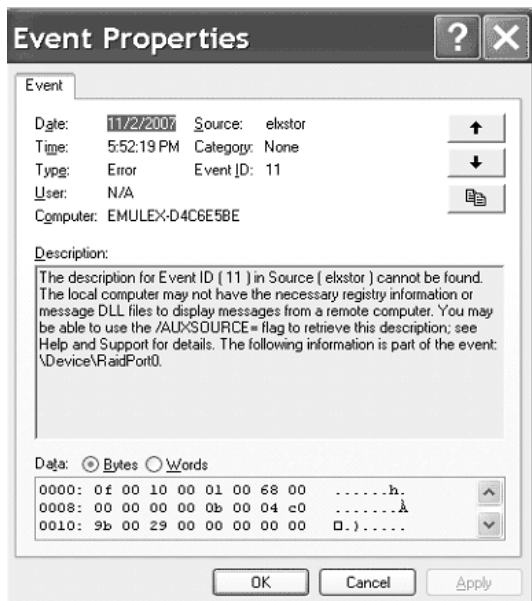 Event Properties
?
Event
Date: 11/2/2007 Source: elxstor
Time: 5:52:19 PM Category: None
Type: Error Event ID: 11
User: N/A
Computer: EMULEX-D4C6E5BE
Description:
The description for Event ID ( 11 ) in Source ( elxstor ) cannot be found.
The local computer may not have the necessary registry information or
message DLL files to display messages from a remote computer. You may
be able to use the /AUXSOURCE= flag to retrieve this description; see
Help and Support for details. The following information is part of the event:
\Device\RaidPort0.
Data: Bytes Words
0000: 0f 00 10 00 01 00 68 00 ......h.
0008: 00 00 00 00 0b 00 04 c0 .......À
0010: 9b 00 29 00 00 00 00 00 □.).....
OK Cancel Apply